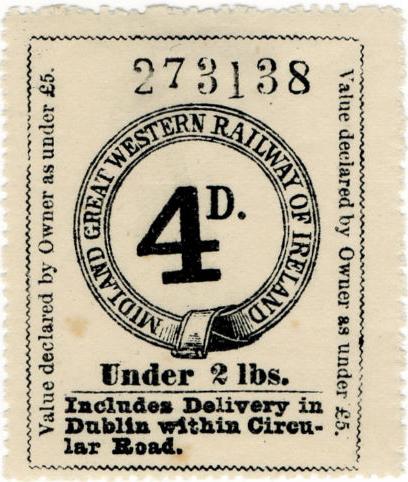 273138
MIDLAND GREAT WESTERN RAILWAY OF IRELAND
4D.
Value declared by Owner as under £5.
Value declared by Owner as under £5.
Under 2 lbs.
Includes Delivery in
Dublin within Circu-
lar Road.